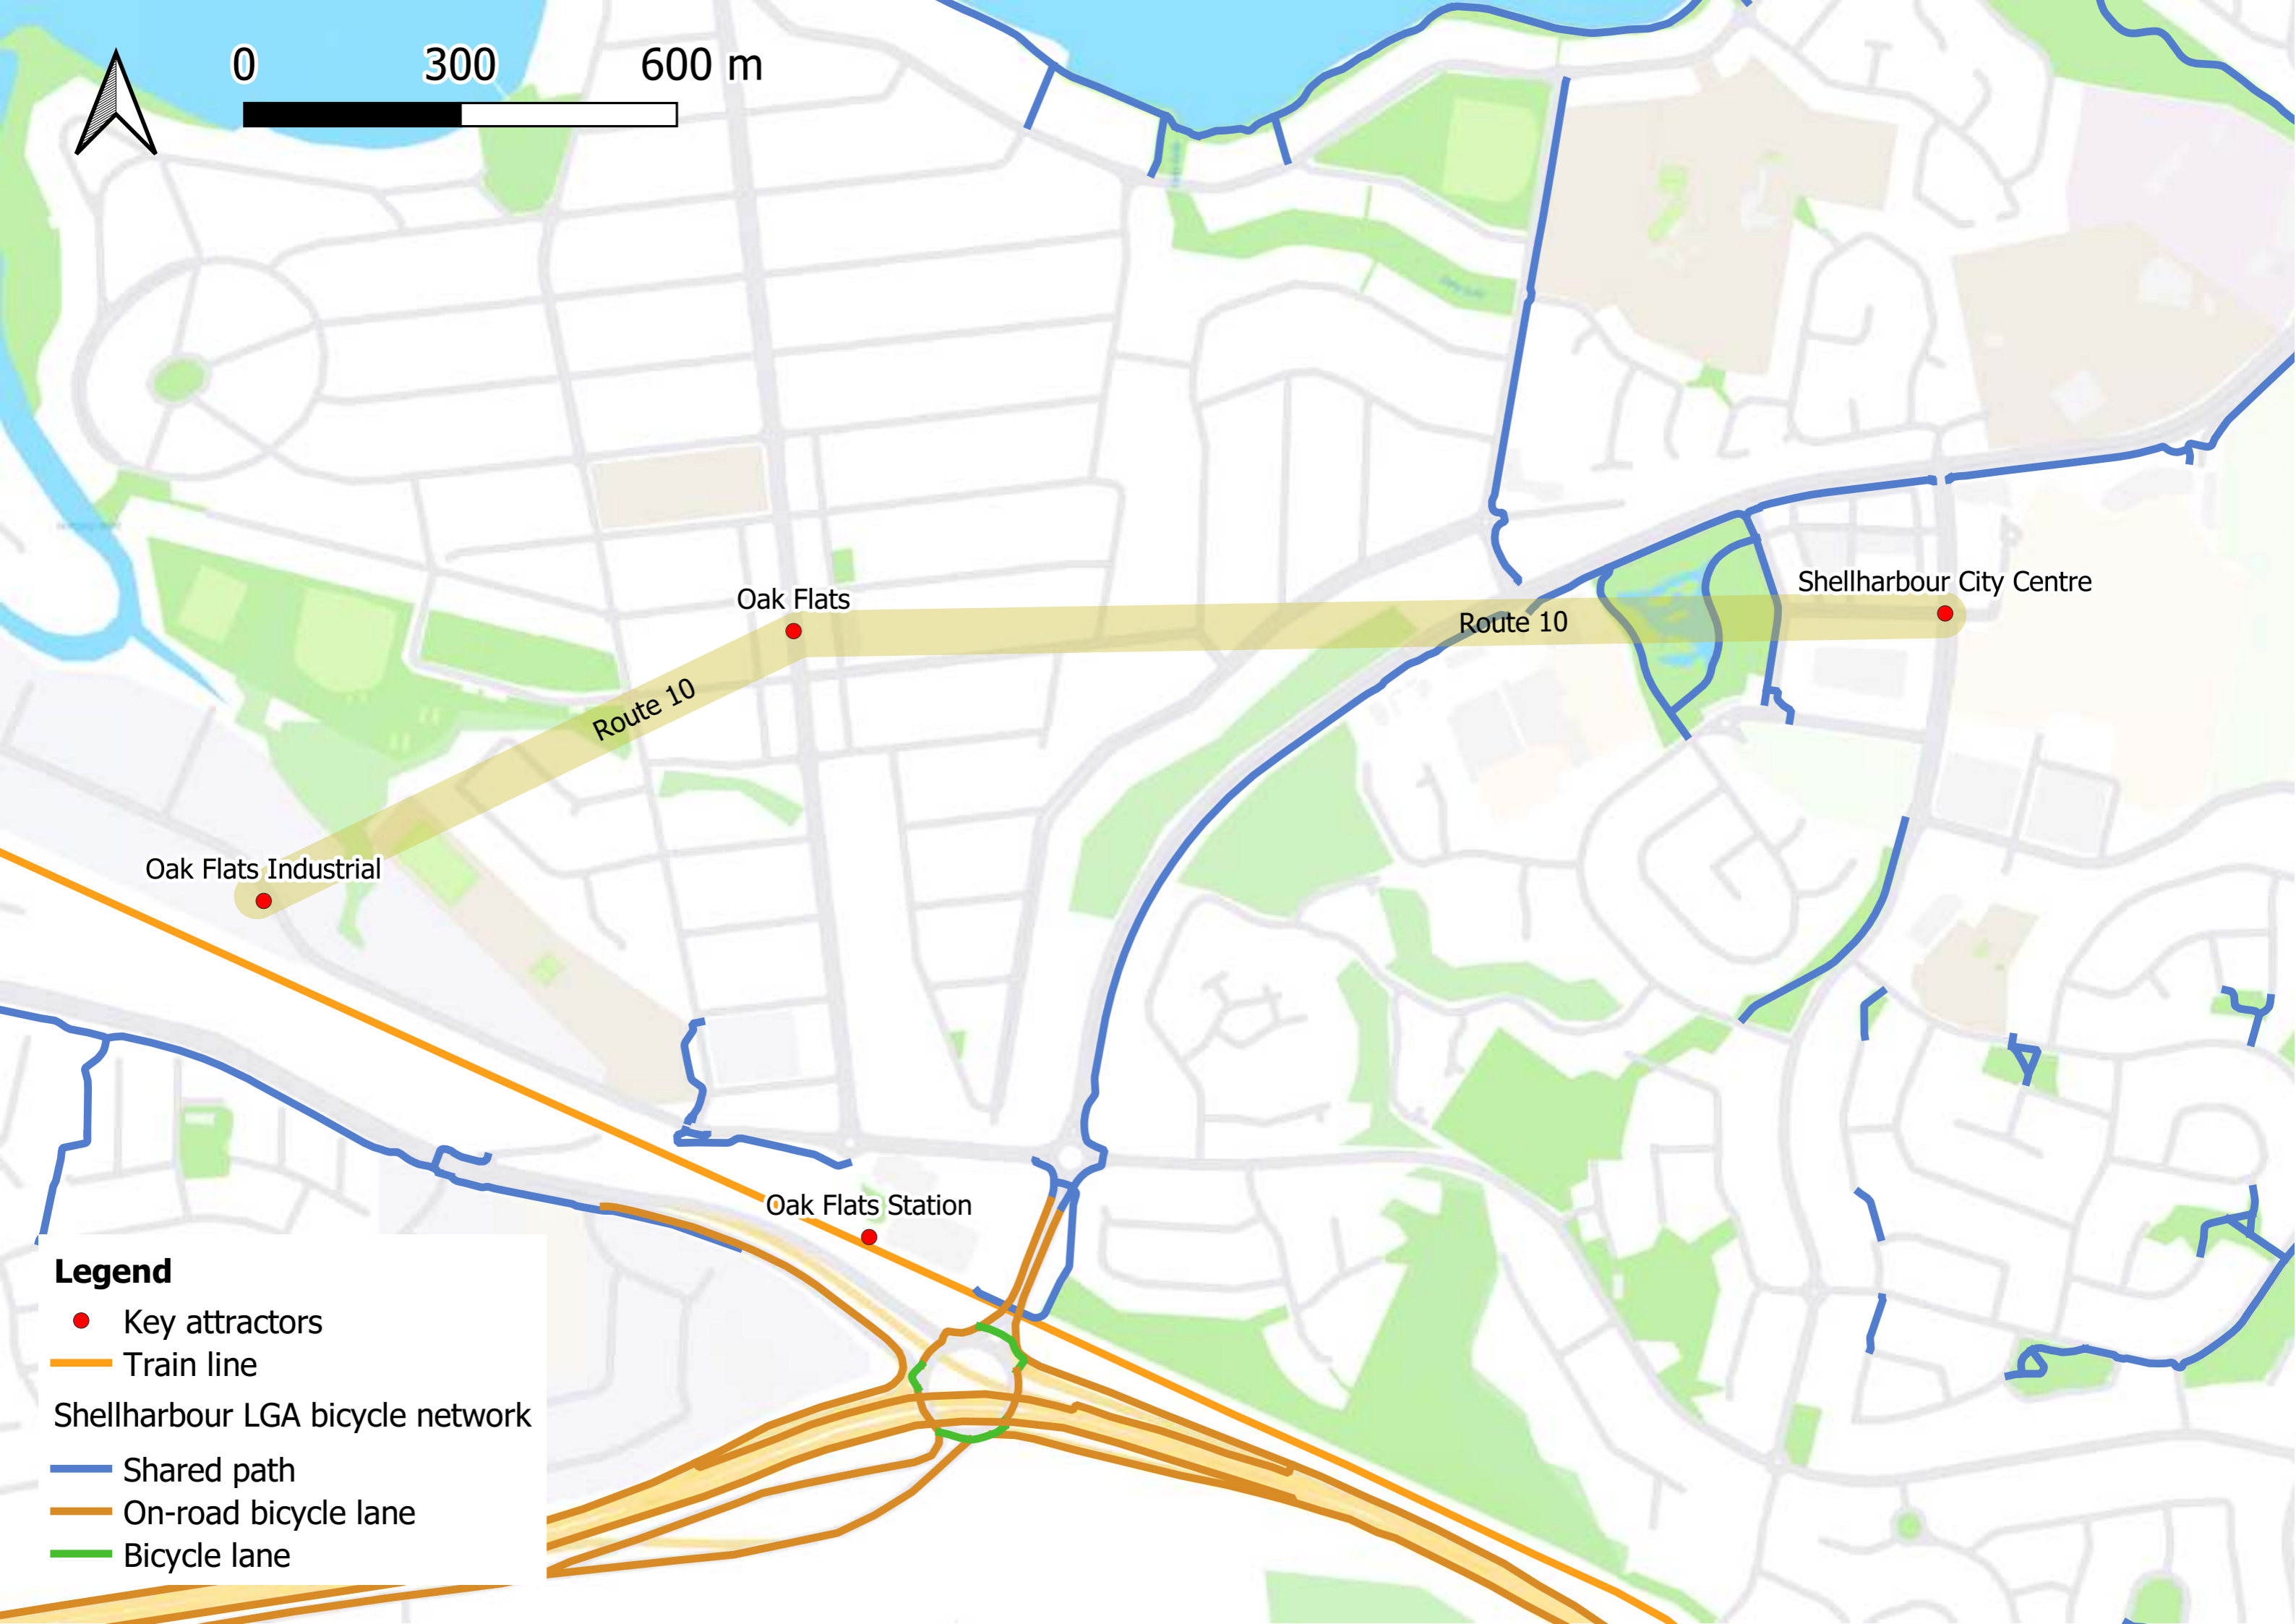 0 300 600 m
Oak Flats
Shellharbour City Centre
Route 10
Route 10
Oak Flats Industrial
Oak Flats Station
Legend
Key attractors
Train line
Shellharbour LGA bicycle network
Shared path
On-road bicycle lane
Bicycle lane